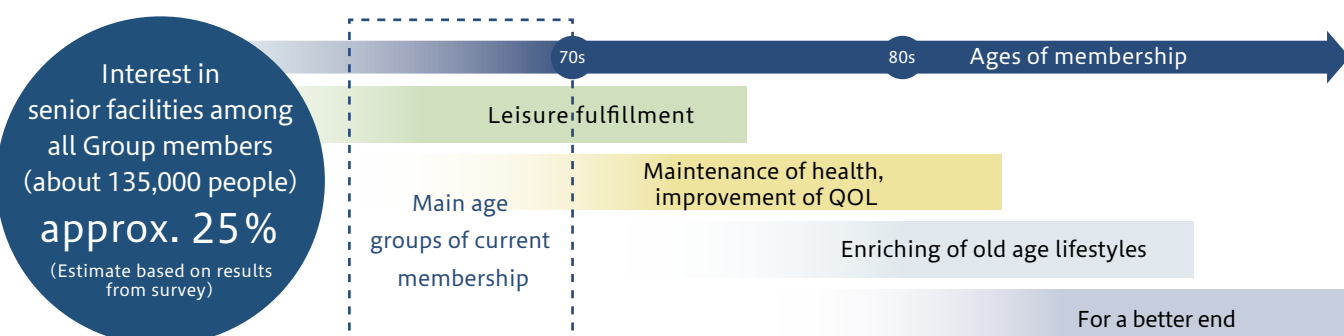 Interest in
senior facilities among
all Group members
(about 135,000 people)
approx. 25%
(Estimate based on results
from survey)
70s
80s
Ages of membership
Leisure fulfillment
Maintenance of health,
improvement of QOL
Main age
groups of current
membership
Enriching of old age lifestyles
For a better end